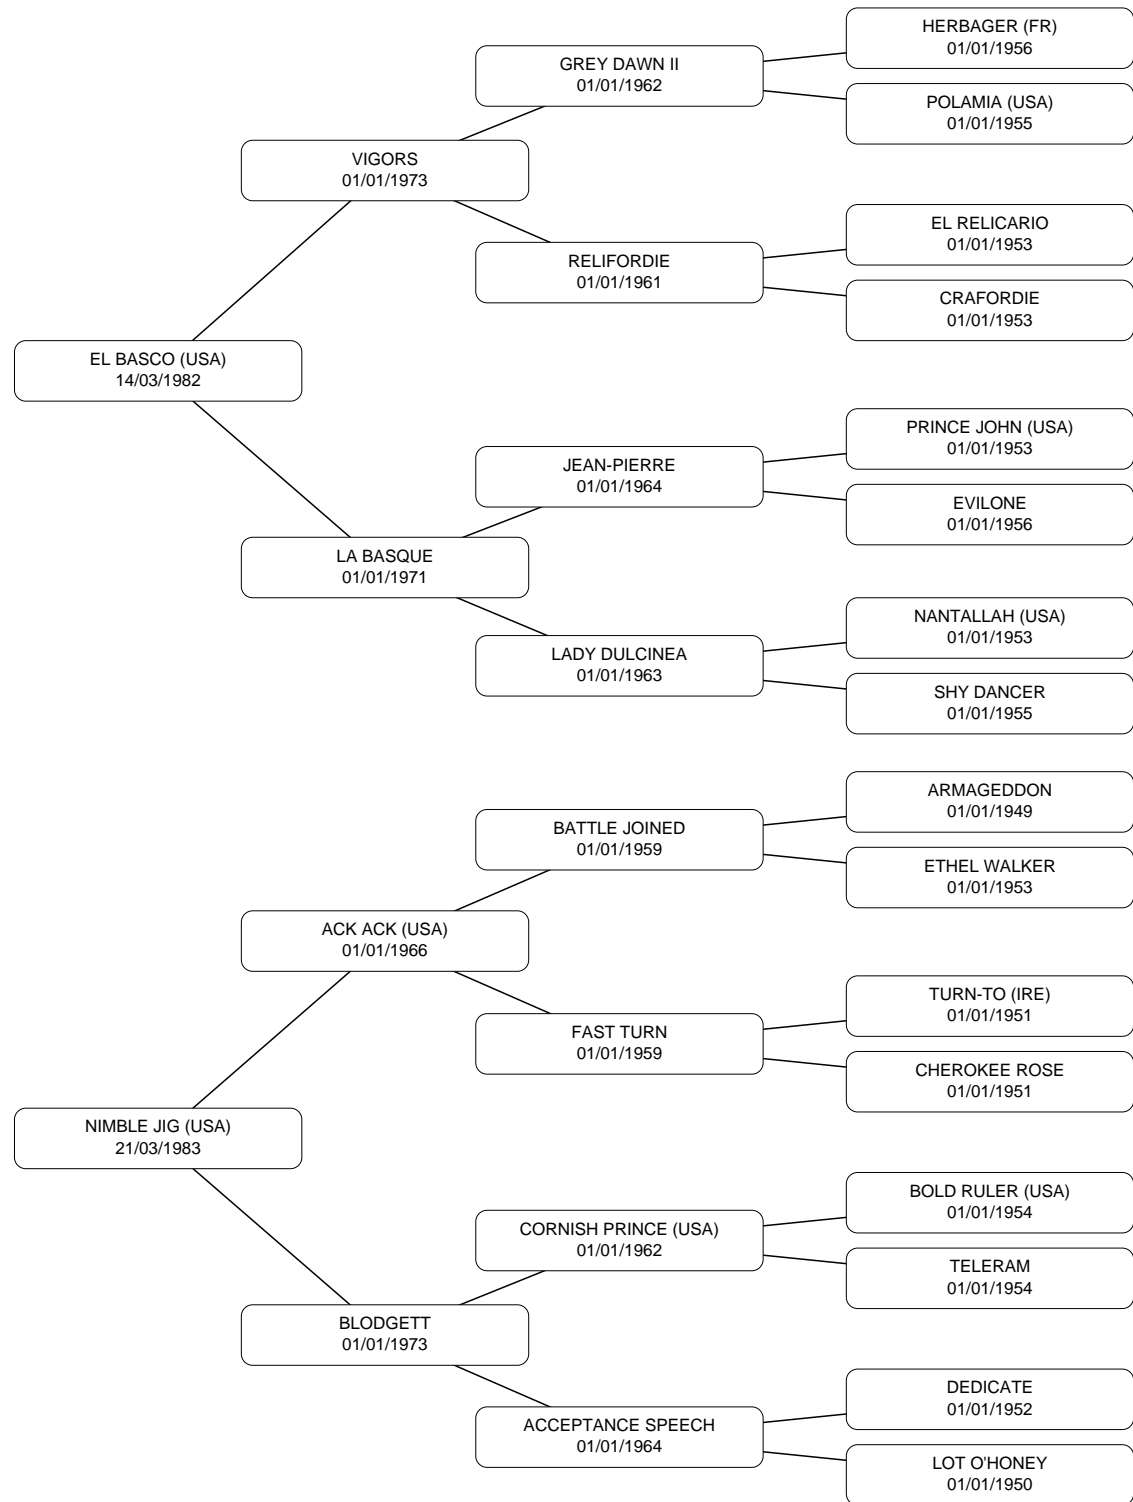 HERBAGER (FR)
01/01/1956
GREY DAWN II
01/01/1962
POLAMIA (USA)
01/01/1955
VIGORS
01/01/1973
EL RELICARIO
01/01/1953
RELIFORDIE
01/01/1961
CRAFORDIE
01/01/1953
EL BASCO (USA)
14/03/1982
PRINCE JOHN (USA)
01/01/1953
JEAN-PIERRE
01/01/1964
EVILONE
01/01/1956
LA BASQUE
01/01/1971
NANTALLAH (USA)
01/01/1953
LADY DULCINEA
01/01/1963
SHY DANCER
01/01/1955
ARMAGEDDON
01/01/1949
BATTLE JOINED
01/01/1959
ETHEL WALKER
01/01/1953
ACK ACK (USA)
01/01/1966
TURN-TO (IRE)
01/01/1951
FAST TURN
01/01/1959
CHEROKEE ROSE
01/01/1951
NIMBLE JIG (USA)
21/03/1983
BOLD RULER (USA)
01/01/1954
CORNISH PRINCE (USA)
01/01/1962
TELERAM
01/01/1954
BLODGETT
01/01/1973
DEDICATE
01/01/1952
ACCEPTANCE SPEECH
01/01/1964
LOT O'HONEY
01/01/1950